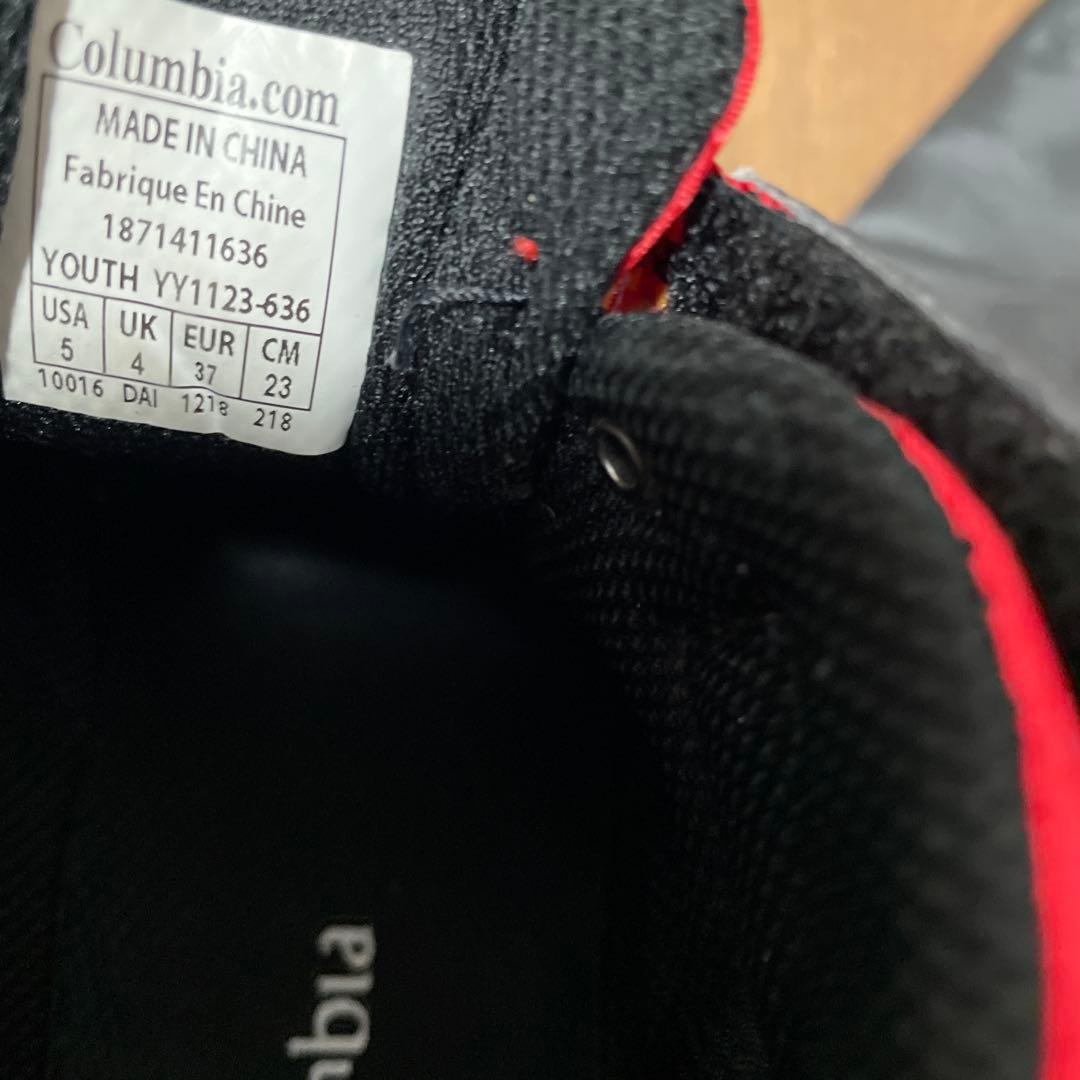 Columbia.com
MADE IN CHINA
Fabrique En Chine
1871411636
YOUTH YY1123-636
USA UK EUR CM
5 4 37 23
10016 DAI 1218 218
mbia